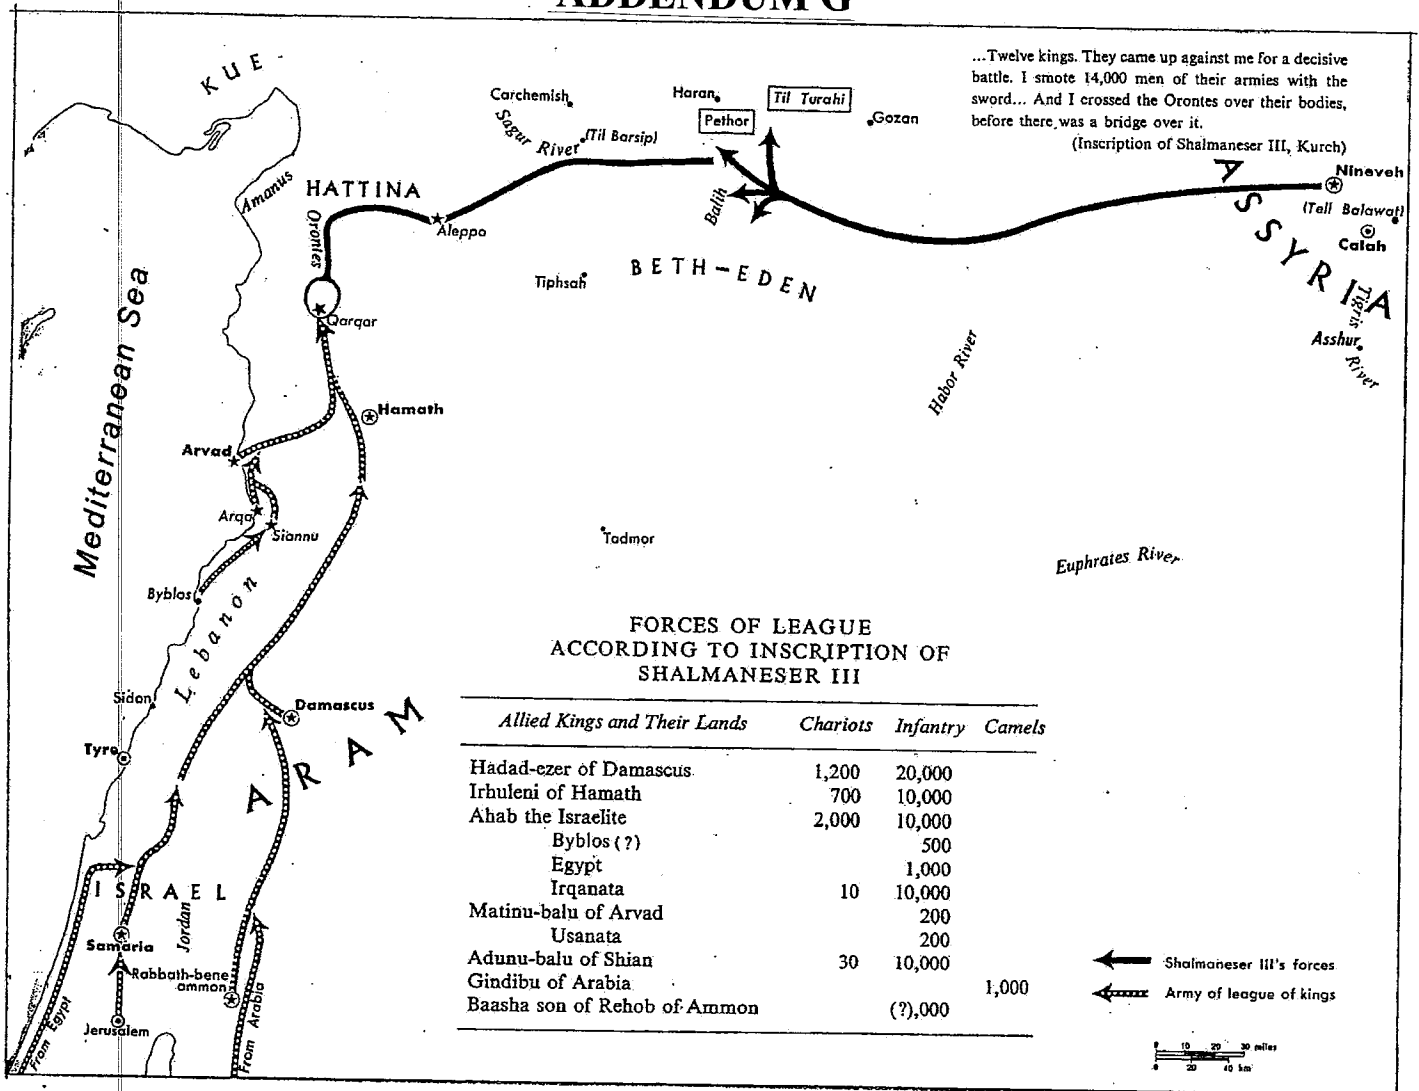 ADDENDUM G
...Twelve kings. They came up against me for a decisive
battle. I smote 14,000 men of their armies with the
sword... And I crossed the Orontes over their bodies,
before there was a bridge over it.
(Inscription of Shalmaneser III, Kurch)
KUE
Carchemish
Haran
Til Turahi
Pethor
Gozan
Sagur River
(Til Barsip)
Nineveh
(Tell Balawat)
Calah
ASSYRIA
Tigris
River
Asshur
Amanus
HATTINA
Orontes
Aleppo
Balih
Tiphsah
BETH-EDEN
Qarqar
Habor River
Mediterranean Sea
Hamath
Arvad
Arqa
Siannu
Tadmor
Euphrates River
Byblos
Lebanon
Sidon
Damascus
Tyre
ARAM
ISRAEL
Jordan
Samaria
Rabbath-bene
ammon
Jerusalem
From Egypt
From Arabia
FORCES OF LEAGUE
ACCORDING TO INSCRIPTION OF
SHALMANESER III
Allied Kings and Their Lands Chariots Infantry Camels
Hadad-ezer of Damascus 1,200 20,000
Irhuleni of Hamath 700 10,000
Ahab the Israelite 2,000 10,000
Byblos (?) 500
Egypt 1,000
Irqanata 10 10,000
Matinu-balu of Arvad 200
Usanata 200
Adunu-balu of Shian 30 10,000
Gindibu of Arabia 1,000
Baasha son of Rehob of Ammon (?),000
Shalmaneser III's forces
Army of league of kings
0 10 20 30 miles
0 20 40 km